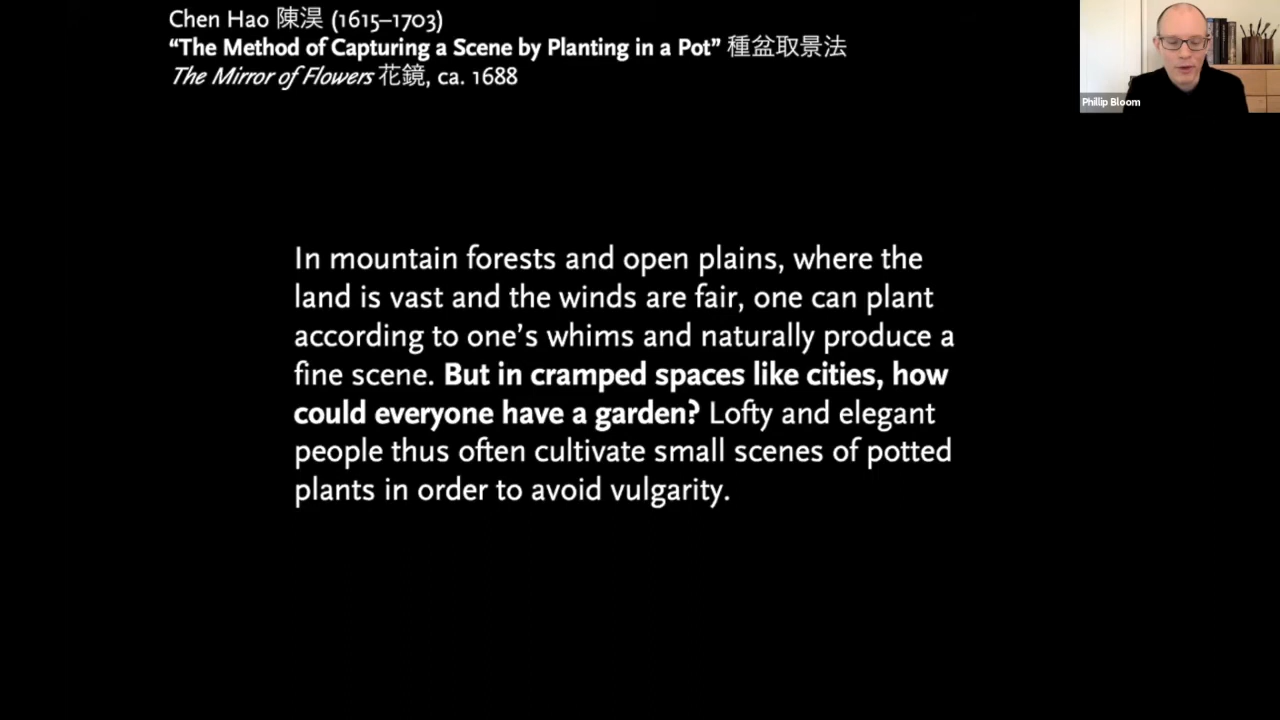 Chen Hao 陳淏 (1615–1703)
“The Method of Capturing a Scene by Planting in a Pot” 種盆取景法
The Mirror of Flowers 花鏡, ca. 1688
Phillip Bloom
In mountain forests and open plains, where the
land is vast and the winds are fair, one can plant
according to one’s whims and naturally produce a
fine scene. But in cramped spaces like cities, how
could everyone have a garden? Lofty and elegant
people thus often cultivate small scenes of potted
plants in order to avoid vulgarity.